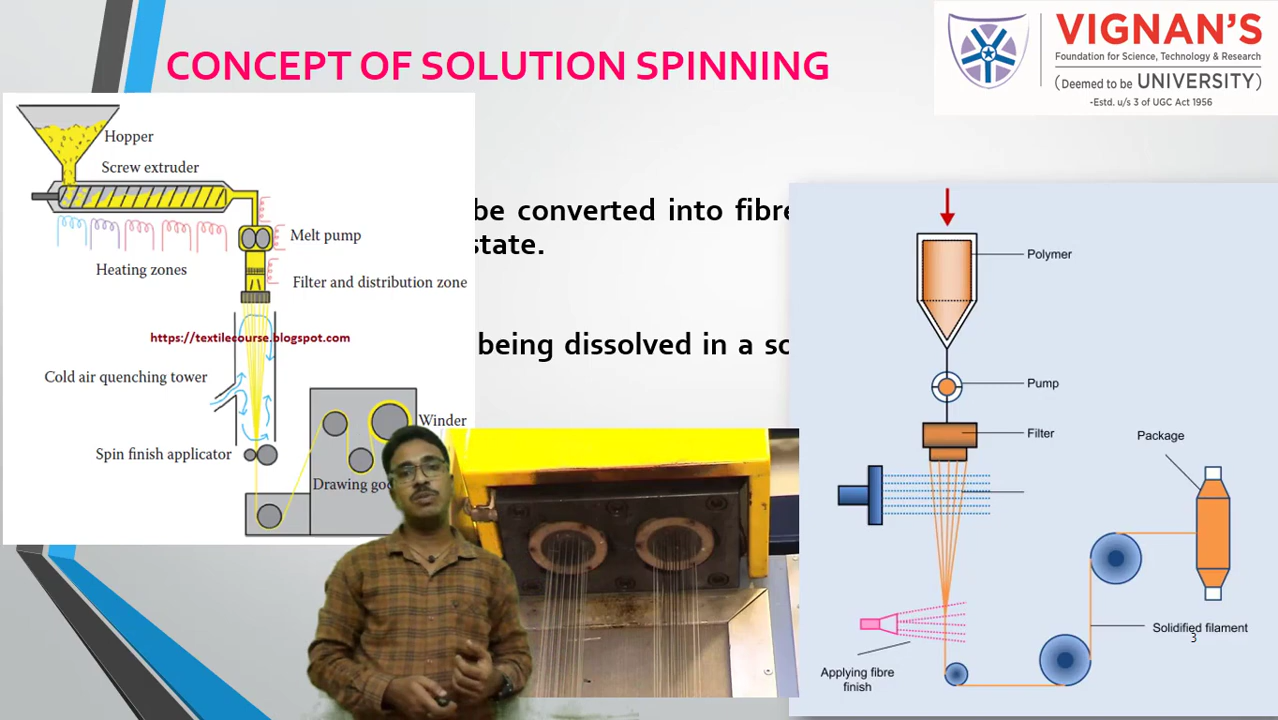 CONCEPT OF SOLUTION SPINNING
VIGNAN'S
Foundation for Science, Technology & Research
(Deemed to be UNIVERSITY)
-Estd. u/s 3 of UGC Act 1956
Hopper
Screw extruder
Melt pump
Heating zones
Filter and distribution zone
https://textilecourse.blogspot.com
Cold air quenching tower
Winder
Spin finish applicator
Drawing
be converted into fibre
state.
being dissolved in a
Polymer
Pump
Filter
Package
Solidified filament
3
Applying fibre
finish